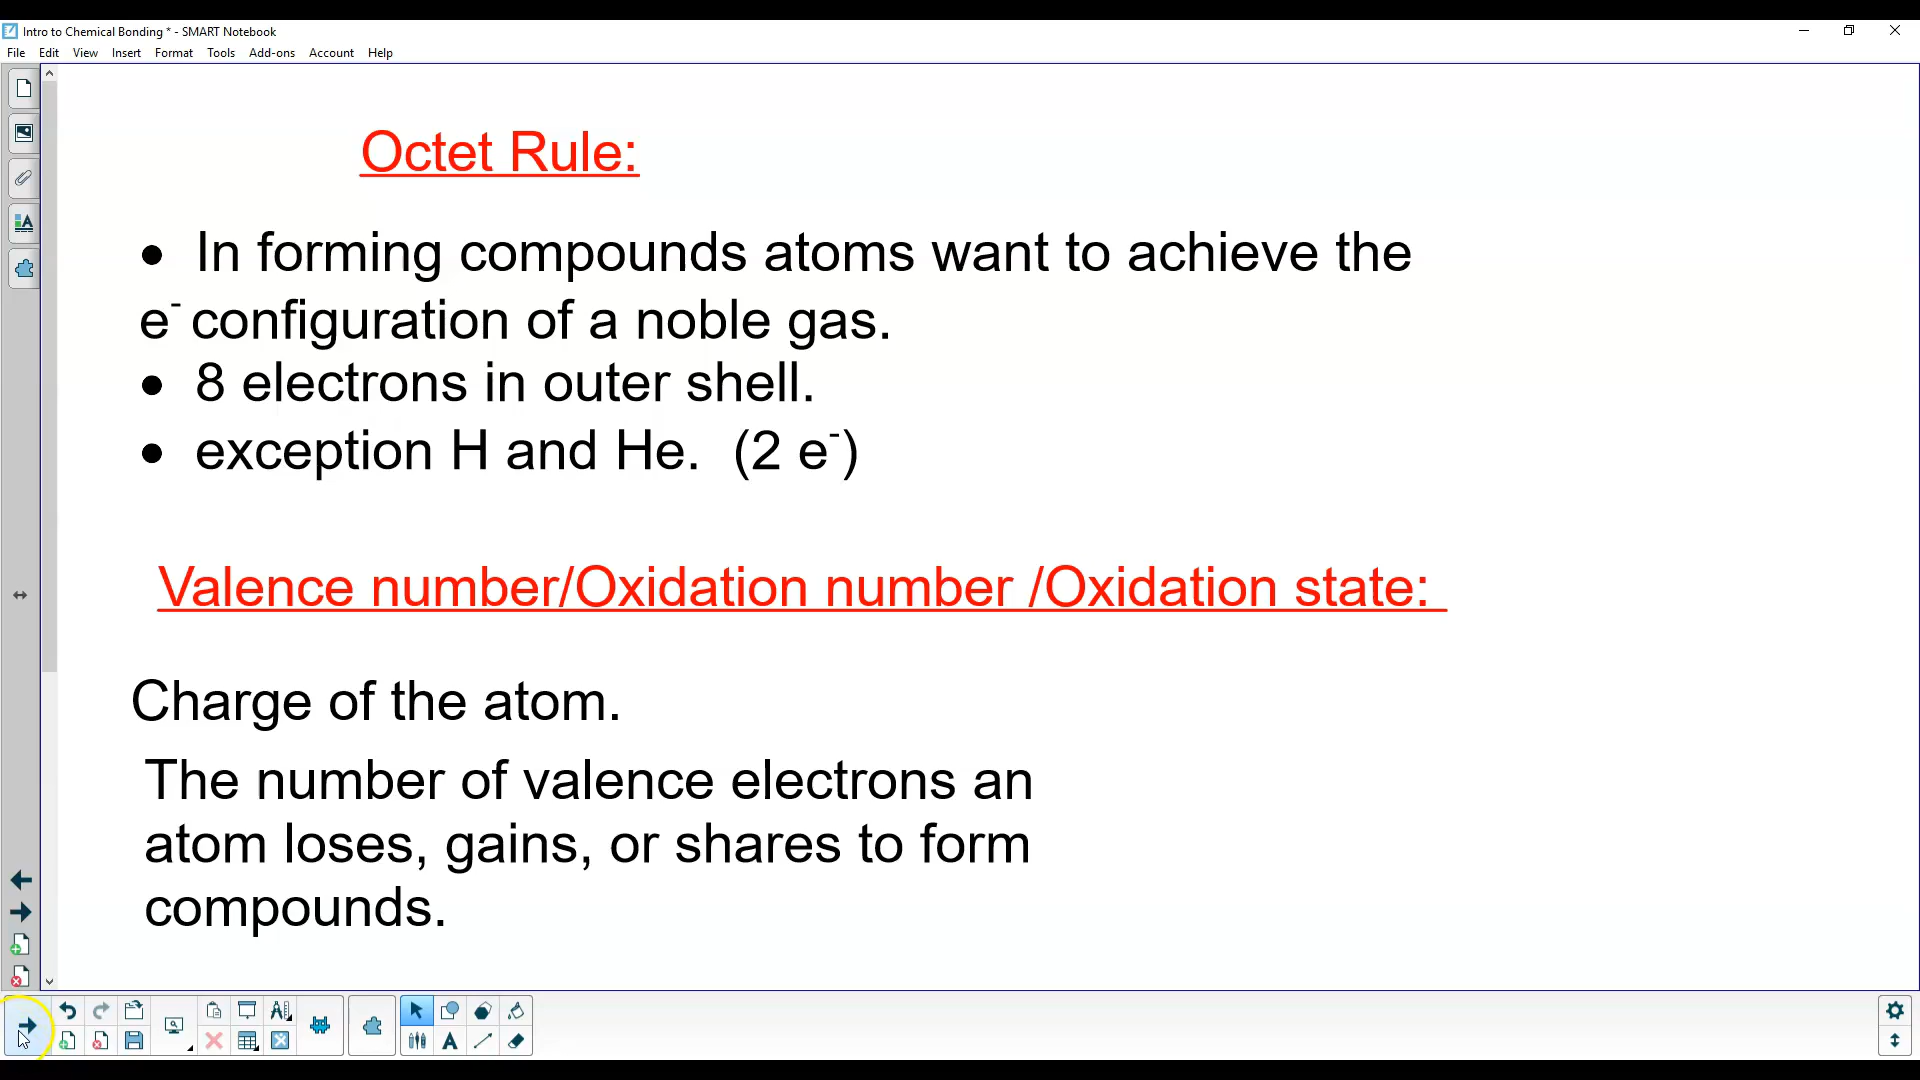 Intro to Chemical Bonding * - SMART Notebook
File Edit View Insert Format Tools Add-ons Account Help
Octet Rule:
● In forming compounds atoms want to achieve the
e⁻ configuration of a noble gas.
● 8 electrons in outer shell.
● exception H and He. (2 e⁻)
Valence number/Oxidation number /Oxidation state:
Charge of the atom.
The number of valence electrons an
atom loses, gains, or shares to form
compounds.